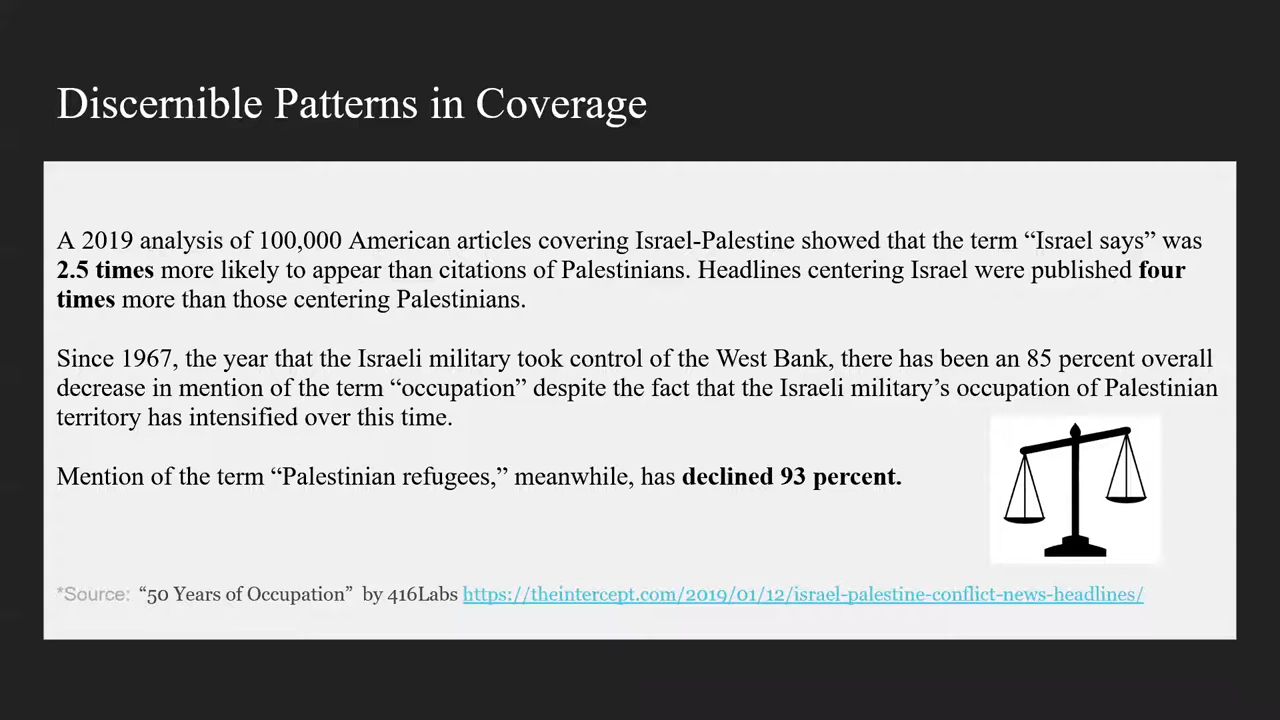 Discernible Patterns in Coverage
A 2019 analysis of 100,000 American articles covering Israel-Palestine showed that the term “Israel says” was
2.5 times more likely to appear than citations of Palestinians. Headlines centering Israel were published four
times more than those centering Palestinians.
Since 1967, the year that the Israeli military took control of the West Bank, there has been an 85 percent overall
decrease in mention of the term “occupation” despite the fact that the Israeli military’s occupation of Palestinian
territory has intensified over this time.
Mention of the term “Palestinian refugees,” meanwhile, has declined 93 percent.
*Source: “50 Years of Occupation” by 416Labs https://theintercept.com/2019/01/12/israel-palestine-conflict-news-headlines/